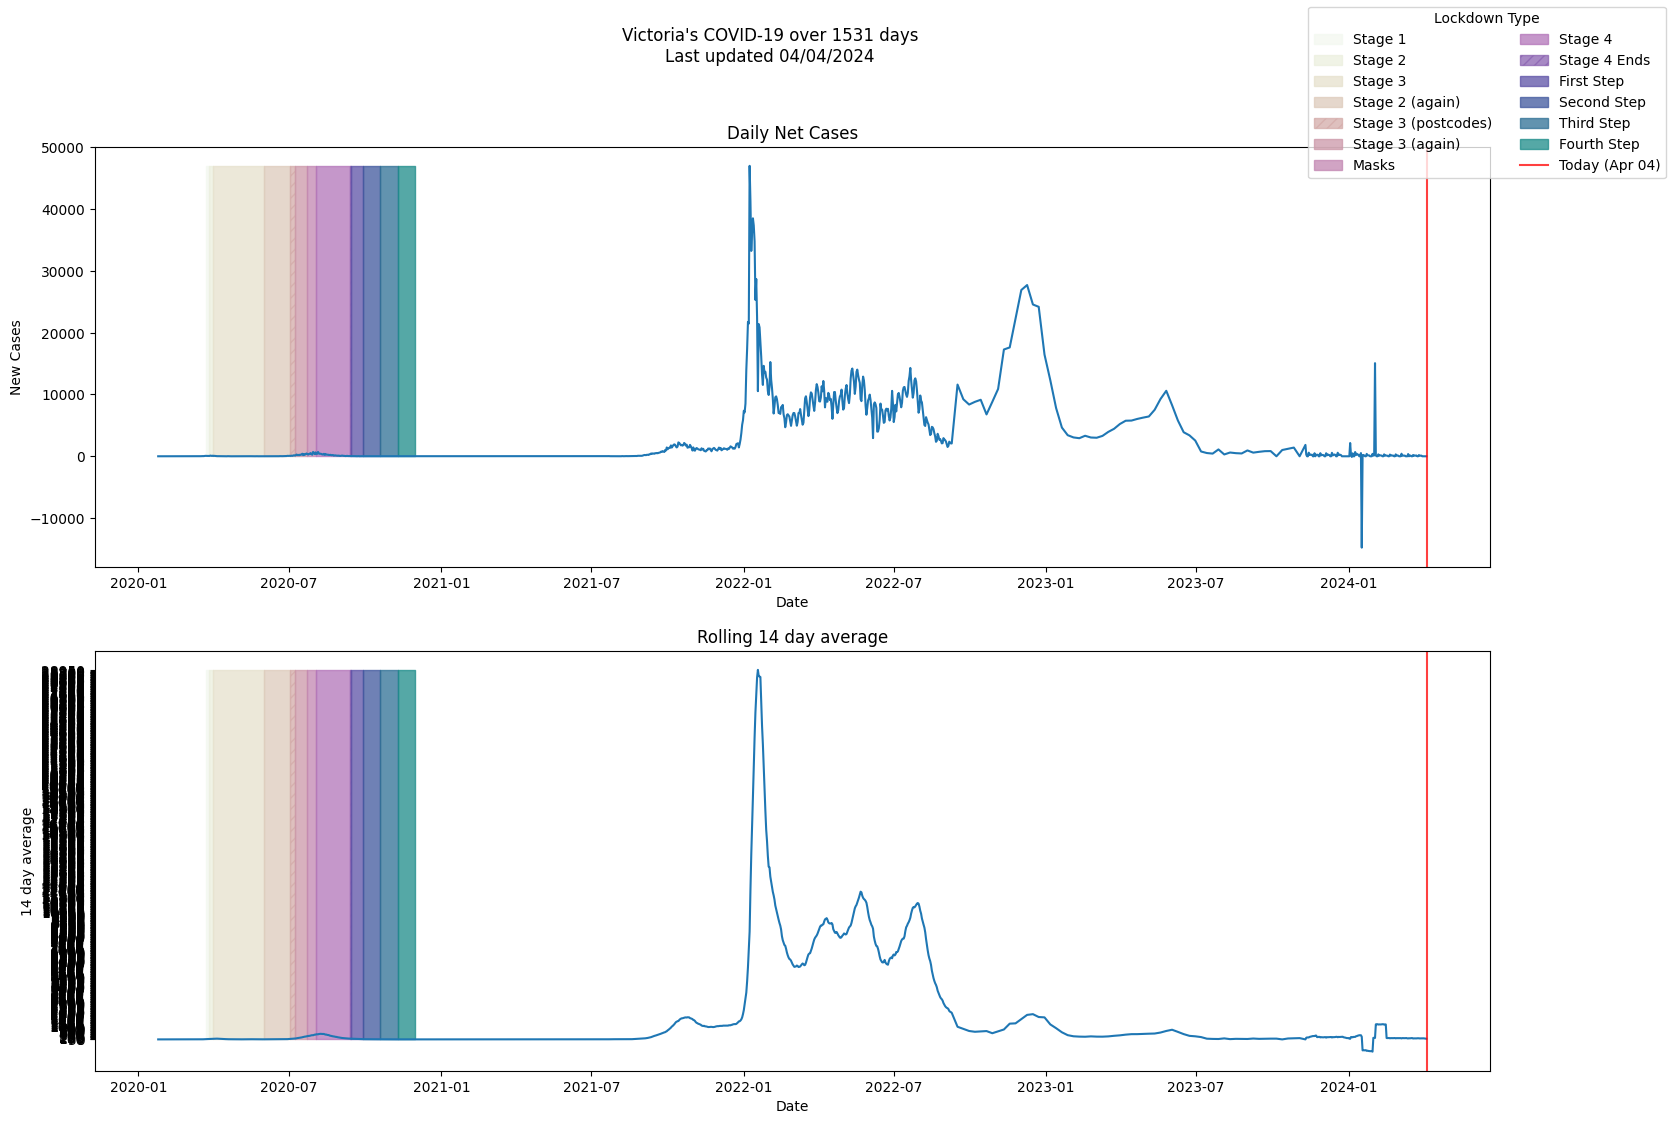 Victoria's COVID-19 over 1531 days
Last updated 04/04/2024
Lockdown Type
Stage 1
Stage 2
Stage 3
Stage 2 (again)
Stage 3 (postcodes)
Stage 3 (again)
Masks
Stage 4
Stage 4 Ends
First Step
Second Step
Third Step
Fourth Step
Today (Apr 04)
Daily Net Cases
50000
40000
30000
20000
10000
0
−10000
New Cases
2020-01
2020-07
2021-01
2021-07
2022-01
2022-07
2023-01
2023-07
2024-01
Date
Rolling 14 day average
14 day average
2020-01
2020-07
2021-01
2021-07
2022-01
2022-07
2023-01
2023-07
2024-01
Date